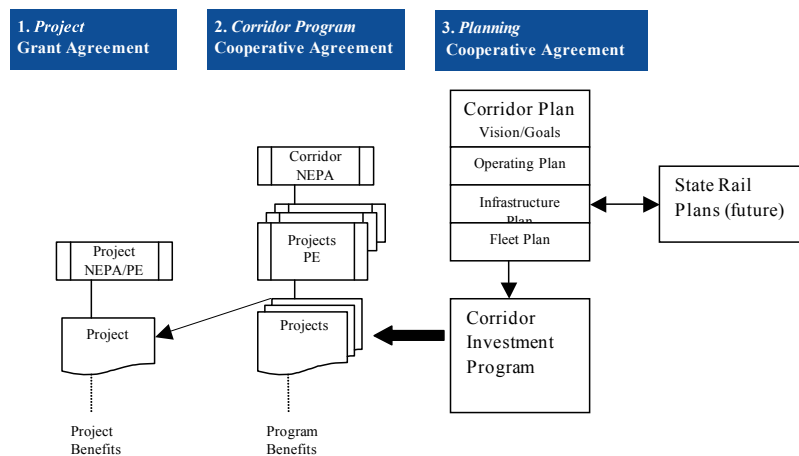 1. Project
Grant Agreement
2. Corridor Program
Cooperative Agreement
3. Planning
Cooperative Agreement
Corridor Plan
Vision/Goals
Operating Plan
Infrastructure
Plan
Fleet Plan
State Rail
Plans (future)
Corridor
NEPA
Projects
PE
Project
NEPA/PE
Project
Projects
Corridor
Investment
Program
Project
Benefits
Program
Benefits